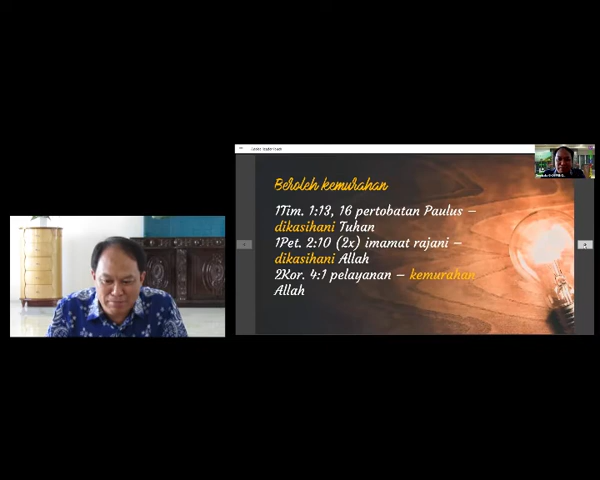 Beroleh kemurahan
1Tim. 1:13, 16 pertobatan Paulus –
dikasihani Tuhan
1Pet. 2:10 (2x) imamat rajani –
dikasihani Allah
2Kor. 4:1 pelayanan – kemurahan
Allah